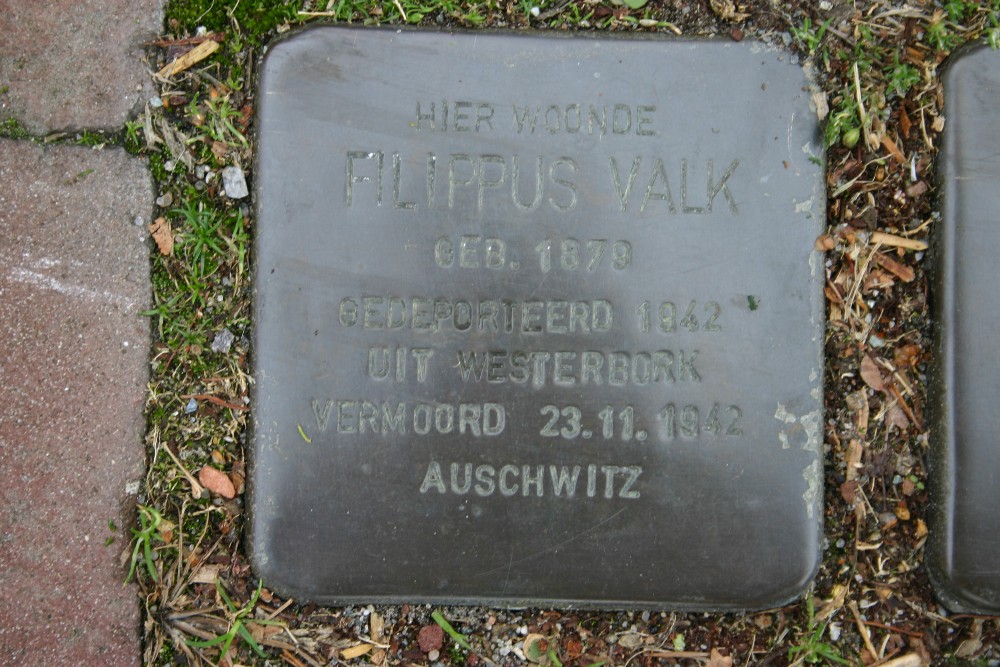 HIER WOONDE
FILIPPUS VALK
GEB. 1879
GEDEPORTEERD 1942
UIT WESTERBORK
VERMOORD 23.11.1942
AUSCHWITZ